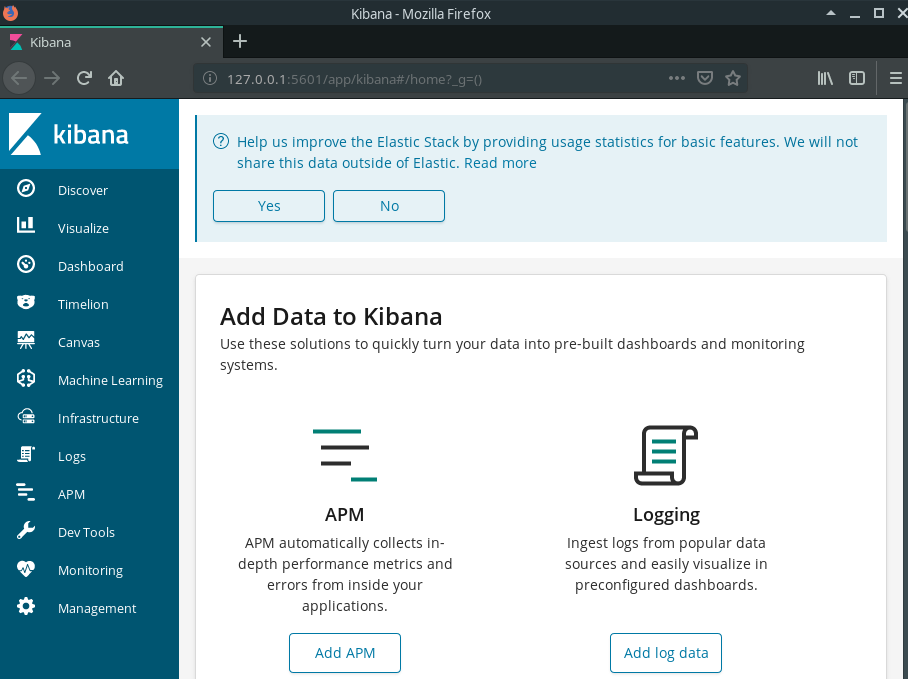 Kibana - Mozilla Firefox
Kibana
127.0.0.1:5601/app/kibana#/home?_g=()
kibana
Discover
Visualize
Dashboard
Timelion
Canvas
Machine Learning
Infrastructure
Logs
APM
Dev Tools
Monitoring
Management
Help us improve the Elastic Stack by providing usage statistics for basic features. We will not
share this data outside of Elastic. Read more
Yes No
Add Data to Kibana
Use these solutions to quickly turn your data into pre-built dashboards and monitoring
systems.
APM
APM automatically collects in-
depth performance metrics and
errors from inside your
applications.
Add APM
Logging
Ingest logs from popular data
sources and easily visualize in
preconfigured dashboards.
Add log data